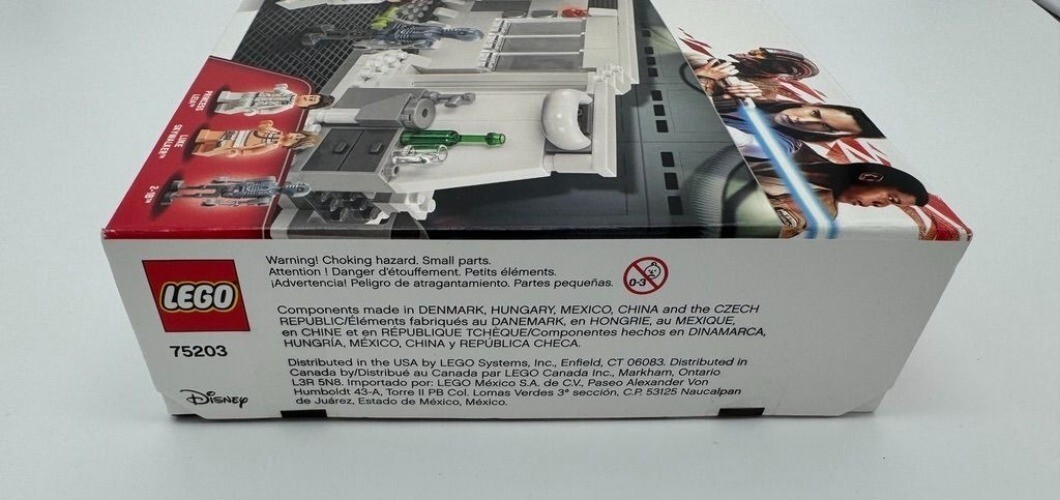 PRINCESS
LEIA™
LUKE
SKYWALKER™
2-1B™
LEGO
75203
Disney
Warning! Choking hazard. Small parts.
Attention ! Danger d'étouffement. Petits éléments.
¡Advertencia! Peligro de atragantamiento. Partes pequeñas.
0-3
Components made in DENMARK, HUNGARY, MEXICO, CHINA and the CZECH
REPUBLIC/Éléments fabriqués au DANEMARK, en HONGRIE, au MEXIQUE,
en CHINE et en RÉPUBLIQUE TCHÈQUE/Componentes hechos en DINAMARCA,
HUNGRÍA, MÉXICO, CHINA y REPÚBLICA CHECA.
Distributed in the USA by LEGO Systems, Inc., Enfield, CT 06083. Distributed in
Canada by/Distribué au Canada par LEGO Canada Inc., Markham, Ontario
L3R 5N8. Importado por: LEGO México S.A. de C.V., Paseo Alexander Von
Humboldt 43-A, Torre II PB Col. Lomas Verdes 3ª sección, C.P. 53125 Naucalpan
de Juárez, Estado de México, México.